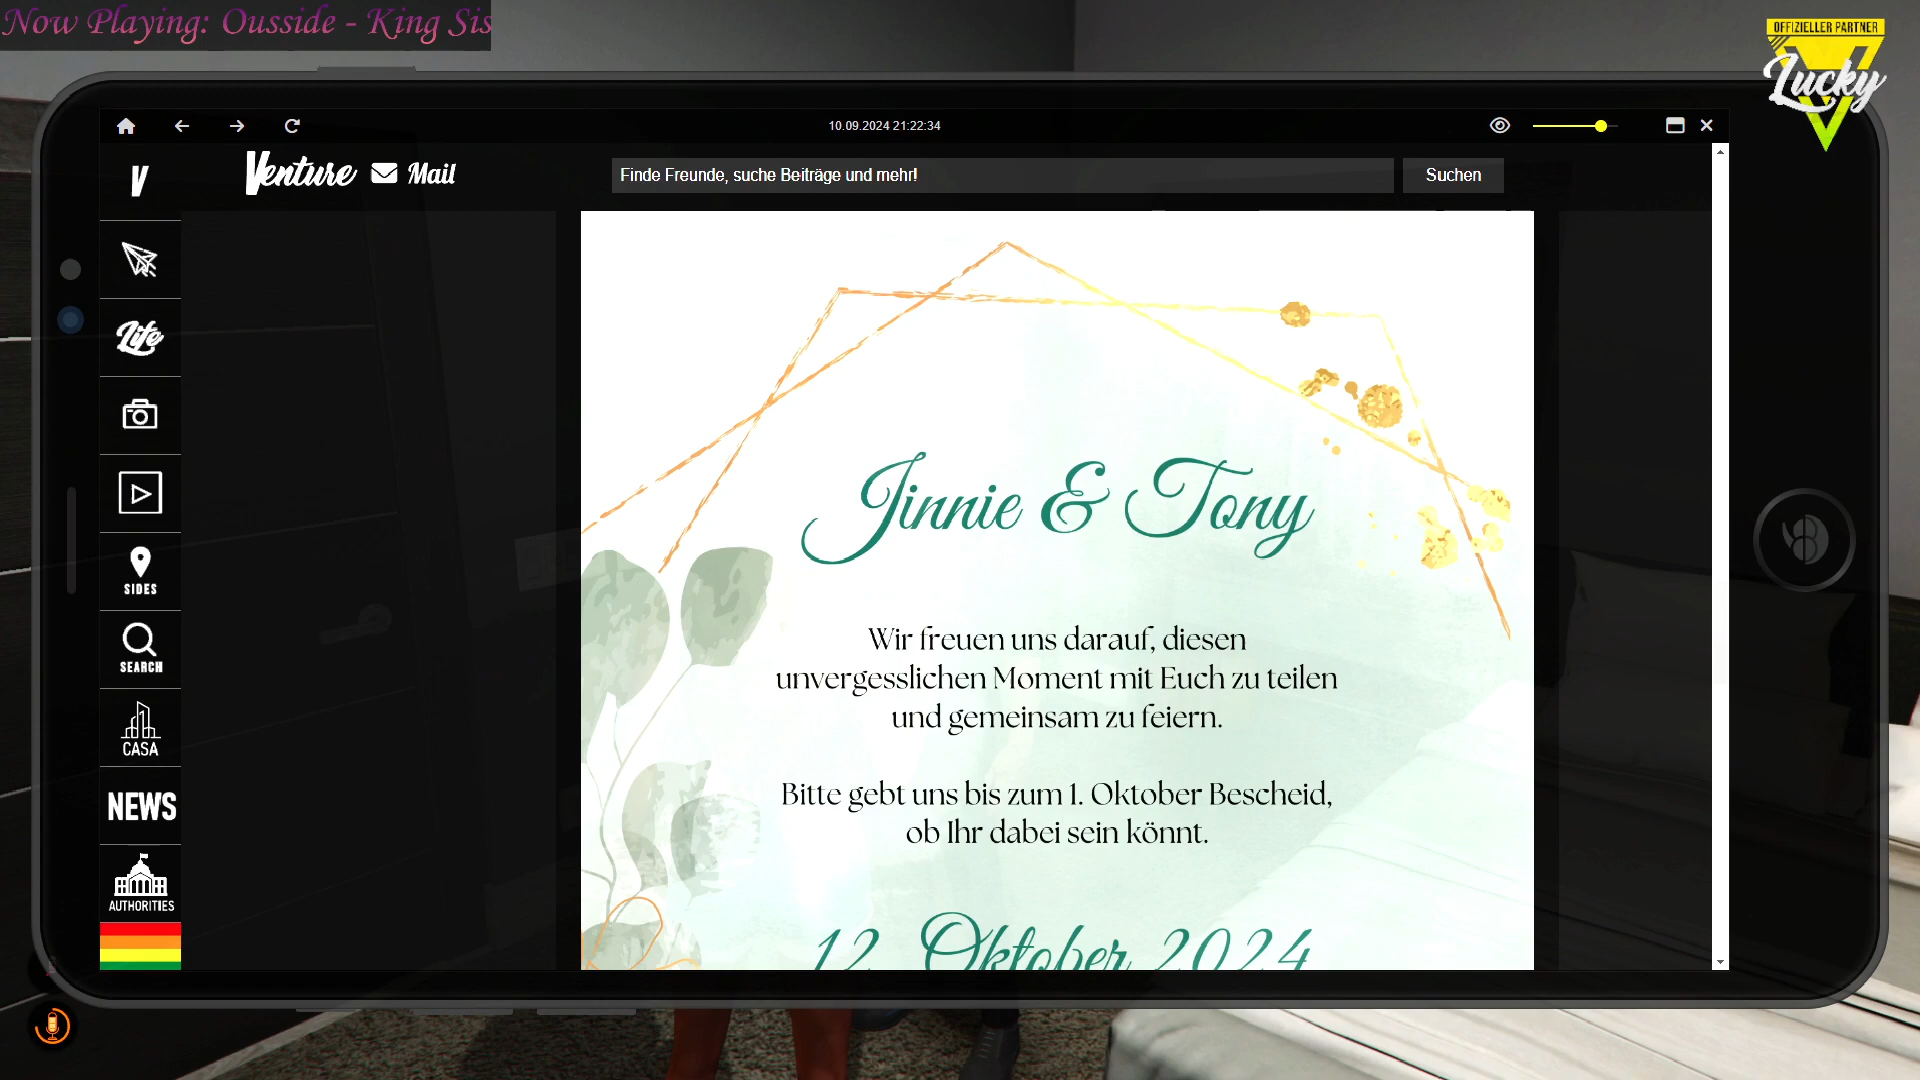 Now Playing: Ousside - King Sis
OFFIZIELLER PARTNER
Lucky
V
10.09.2024 21:22:34
V
Venture Mail
Finde Freunde, suche Beiträge und mehr!
Suchen
Life
SIDES
SEARCH
CASA
NEWS
AUTHORITIES
Jinnie & Tony
Wir freuen uns darauf, diesen
unvergesslichen Moment mit Euch zu teilen
und gemeinsam zu feiern.
Bitte gebt uns bis zum 1. Oktober Bescheid,
ob Ihr dabei sein könnt.
12. Oktober 2024